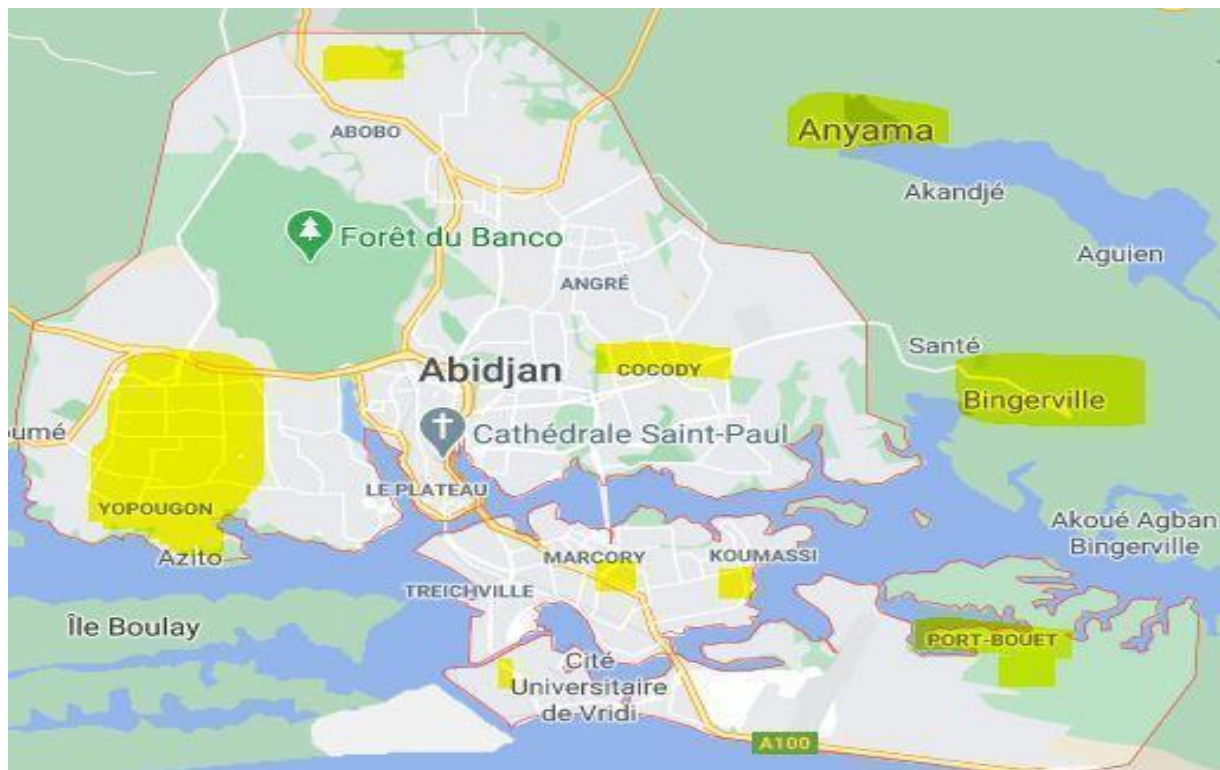 ABOBO
Anyama
Akandjé
Forêt du Banco
Aguien
ANGRÉ
Santé
Abidjan
COCODY
Bingerville
oumé
Cathédrale Saint-Paul
LE PLATEAU
YOPOUGON
Akoué Agban
Bingerville
Azito
MARCORY
KOUMASSI
TREICHVILLE
Île Boulay
PORT-BOUET
Cité
Universitaire
de Vridi
A100